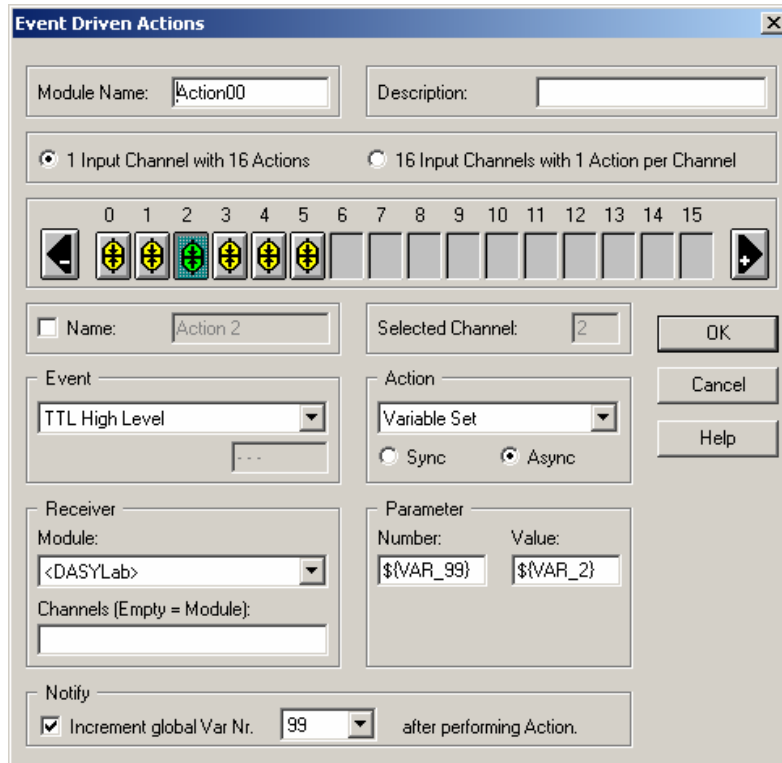 Event Driven Actions
Module Name: Action00 Description:
1 Input Channel with 16 Actions 16 Input Channels with 1 Action per Channel
0 1 2 3 4 5 6 7 8 9 10 11 12 13 14 15
- +
Name: Action 2 Selected Channel: 2 OK
Event Action Cancel
TTL High Level Variable Set
- - - Sync Async Help
Receiver Parameter
Module: Number: Value:
<DASYLab> ${VAR_99} ${VAR_2}
Channels (Empty = Module):
Notify
Increment global Var Nr. 99 after performing Action.